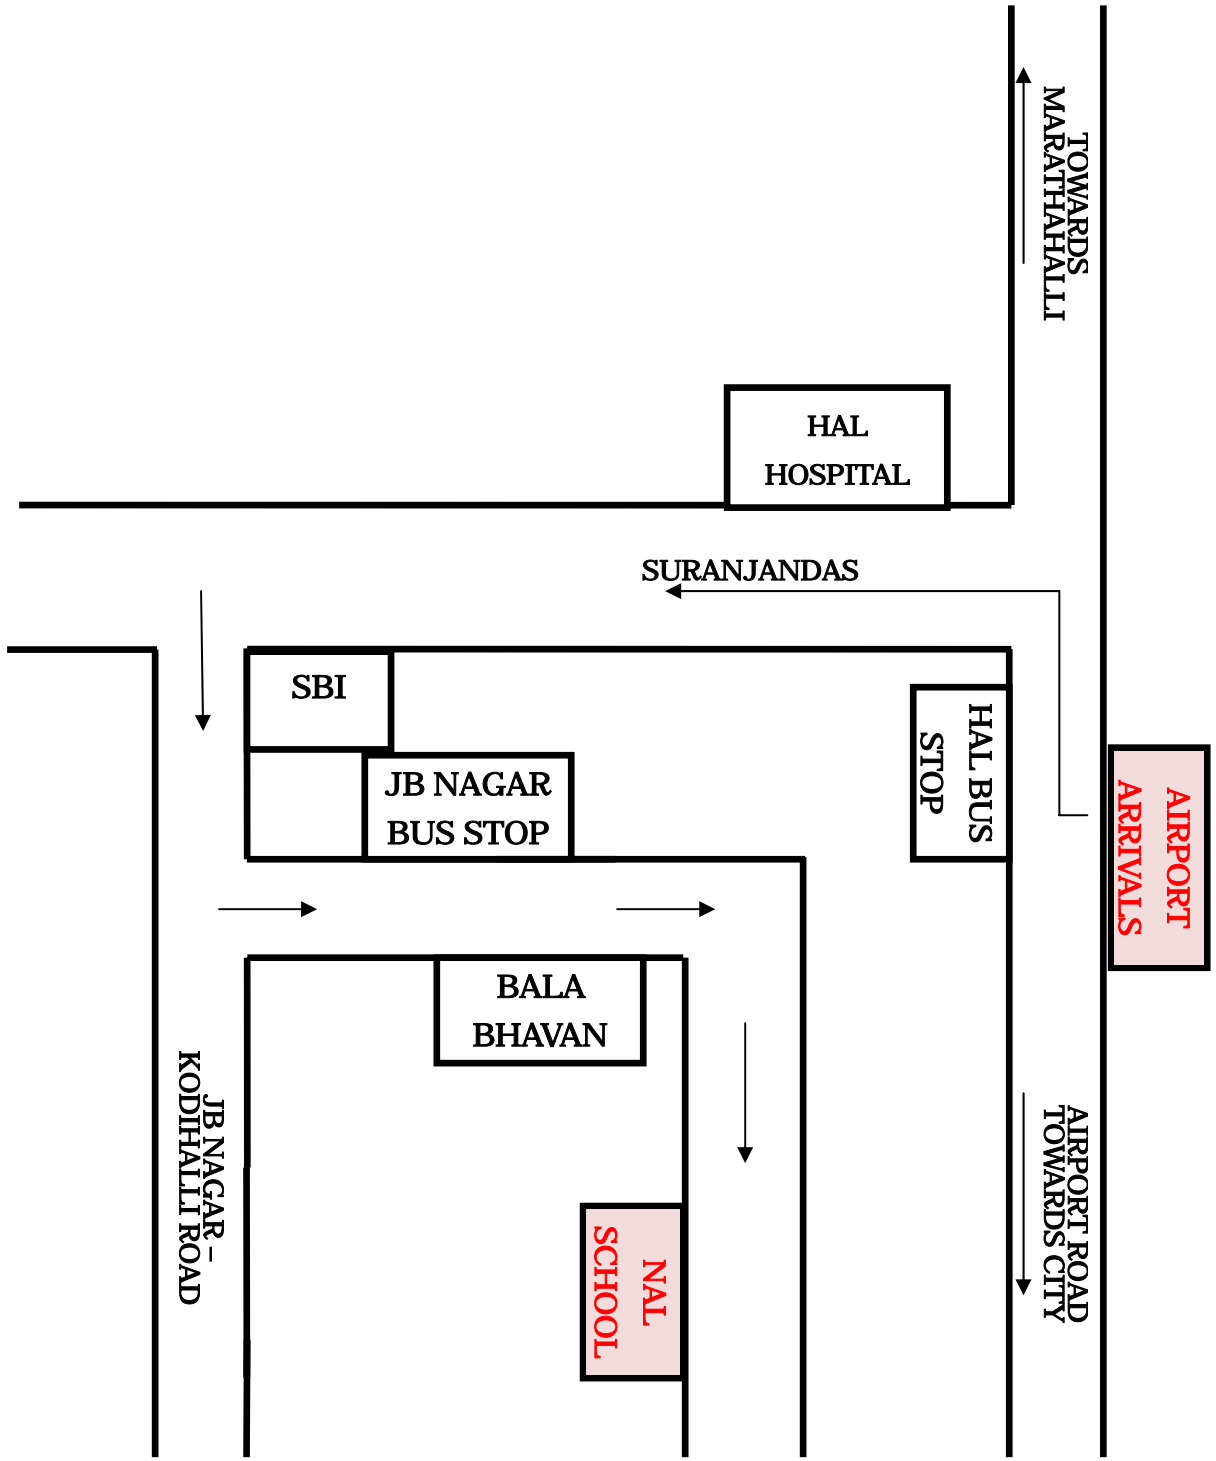 TOWARDS
MARATHAHALLI
HAL
HOSPITAL
SURANJANDAS
SBI
JB NAGAR
BUS STOP
HAL BUS
STOP
AIRPORT
ARRIVALS
BALA
BHAVAN
JB NAGAR –
KODIHALLI ROAD
NAL
SCHOOL
AIRPORT ROAD
TOWARDS CITY